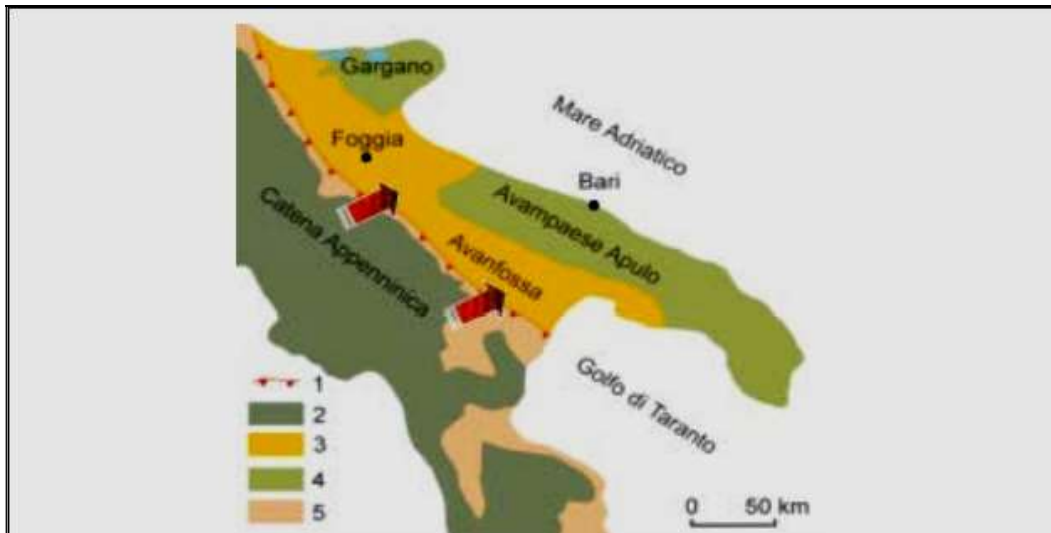 Gargano
Mare Adriatico
Foggia
Bari
Avampaese Apulo
Catena Appenninica
Avanfossa
Golfo di Taranto
1
2
3
4
5
0 50 km